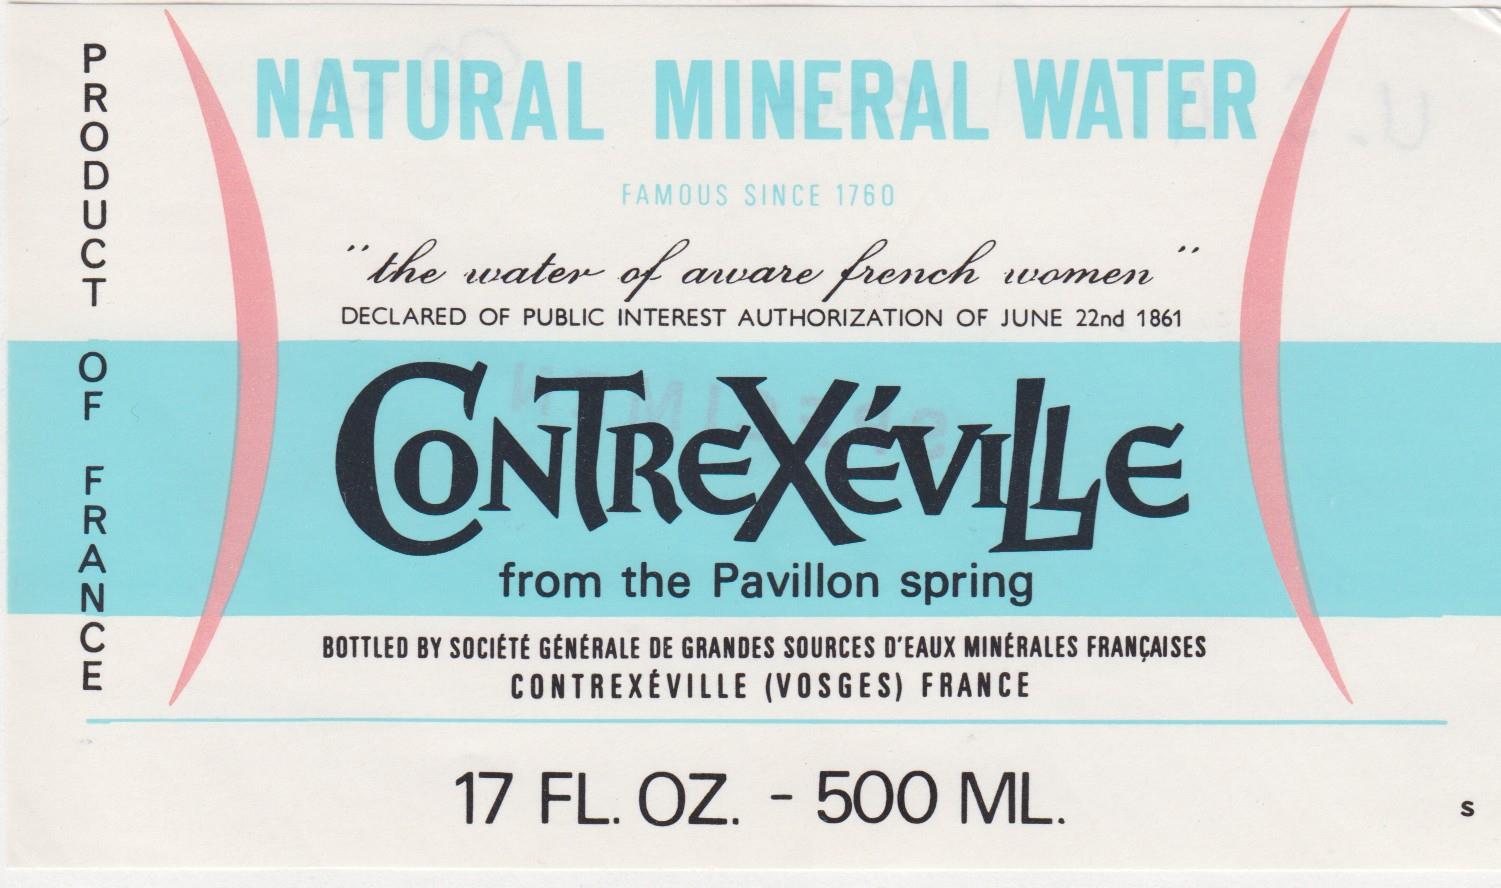 PRODUCT OF FRANCE
NATURAL MINERAL WATER
FAMOUS SINCE 1760
"the water of aware french women"
DECLARED OF PUBLIC INTEREST AUTHORIZATION OF JUNE 22nd 1861
CONTREXÉVILLE
from the Pavillon spring
BOTTLED BY SOCIÉTÉ GÉNÉRALE DE GRANDES SOURCES D'EAUX MINÉRALES FRANÇAISES
CONTREXÉVILLE (VOSGES) FRANCE
17 FL. OZ. - 500 ML.
S
SPECIMEN